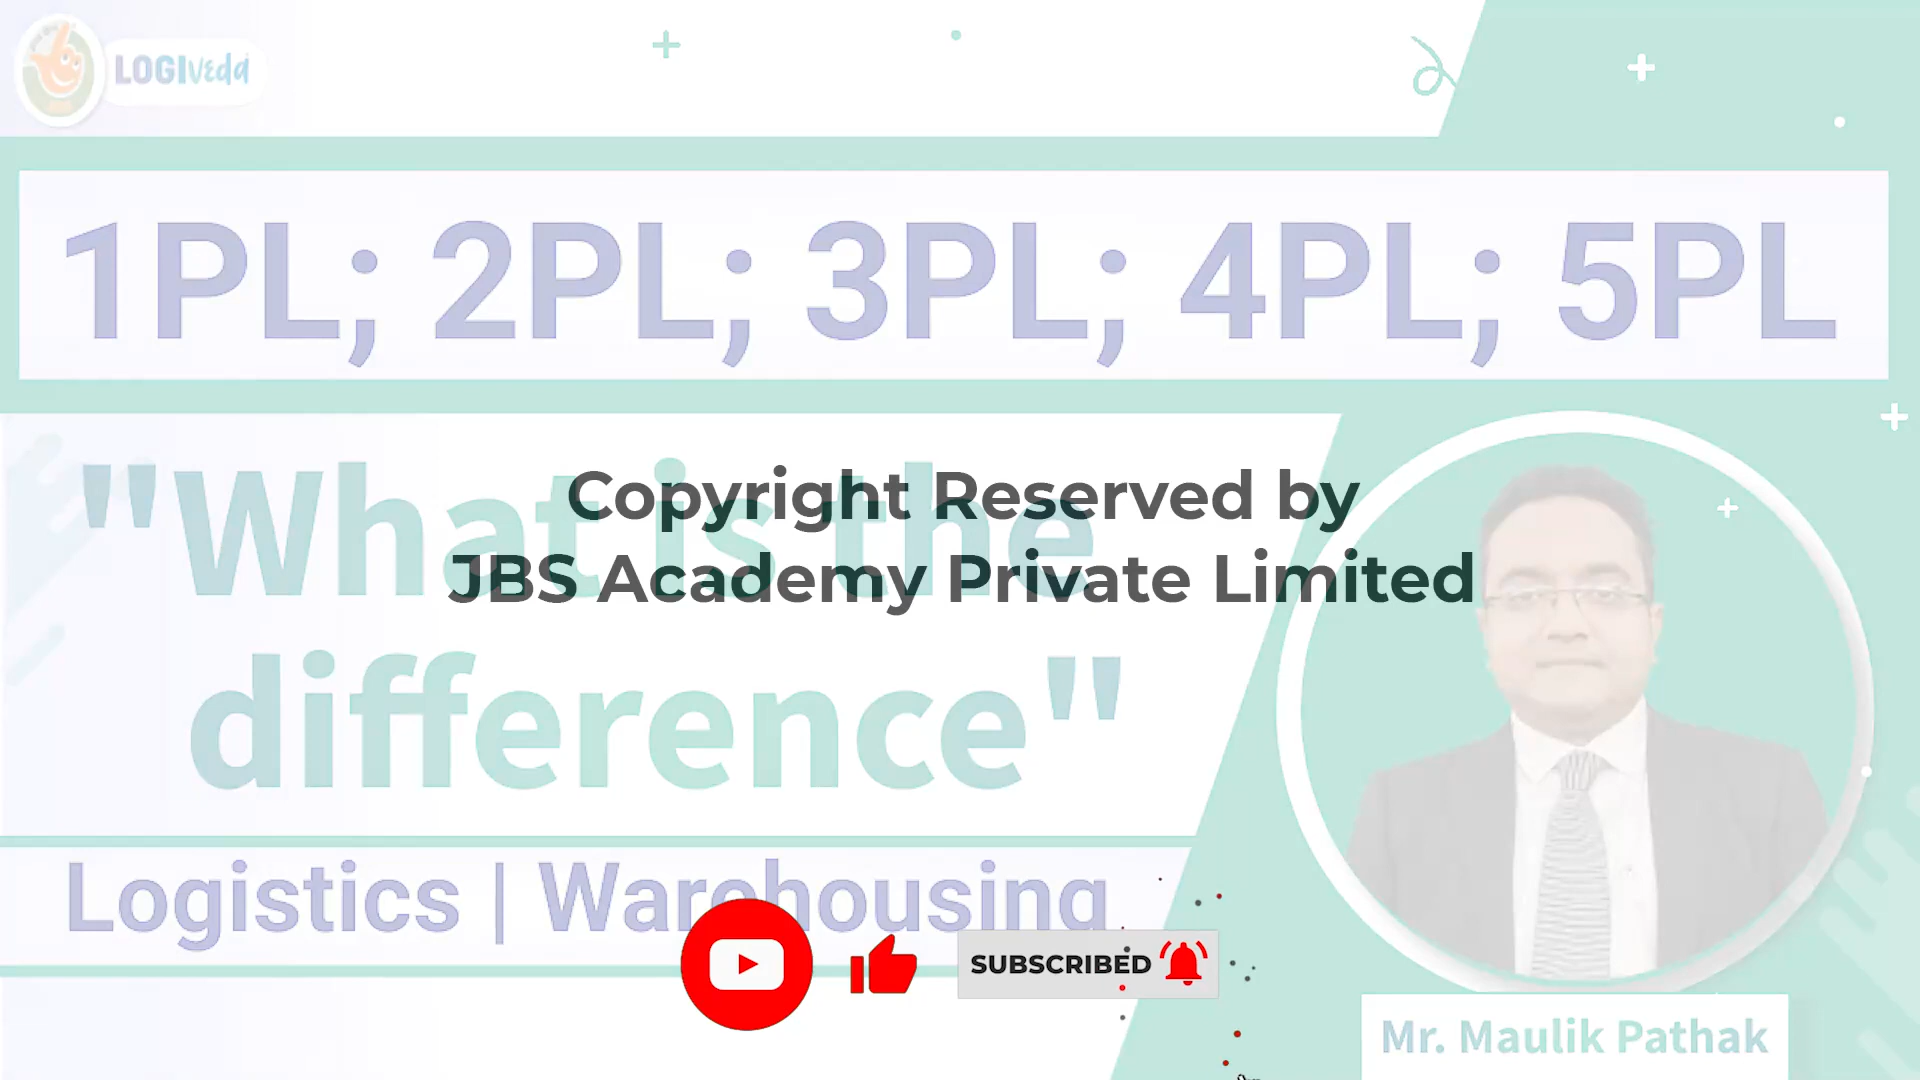 LOGIveda
1PL; 2PL; 3PL; 4PL; 5PL
"What is the
difference"
Copyright Reserved by
JBS Academy Private Limited
Logistics | Warehousing
SUBSCRIBED
Mr. Maulik Pathak